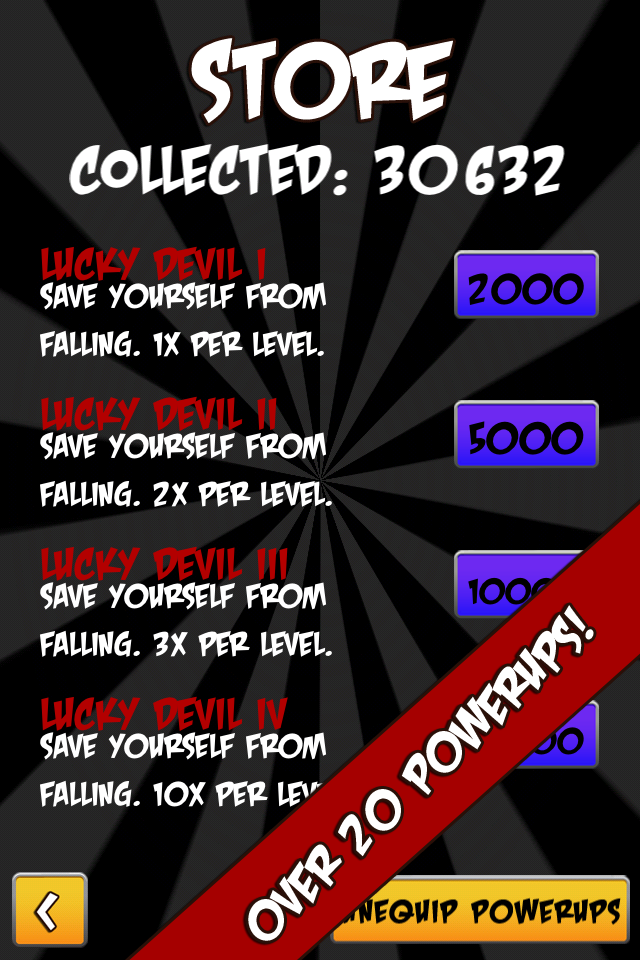 STORE
COLLECTED: 30632
LUCKY DEVIL I
SAVE YOURSELF FROM
FALLING. 1X PER LEVEL.
2000
LUCKY DEVIL II
SAVE YOURSELF FROM
FALLING. 2X PER LEVEL.
5000
LUCKY DEVIL III
SAVE YOURSELF FROM
FALLING. 3X PER LEVEL.
LUCKY DEVIL IV
SAVE YOURSELF FROM
FALLING. 10X PER
OVER 20 POWERUPS!
UNEQUIP POWERUPS